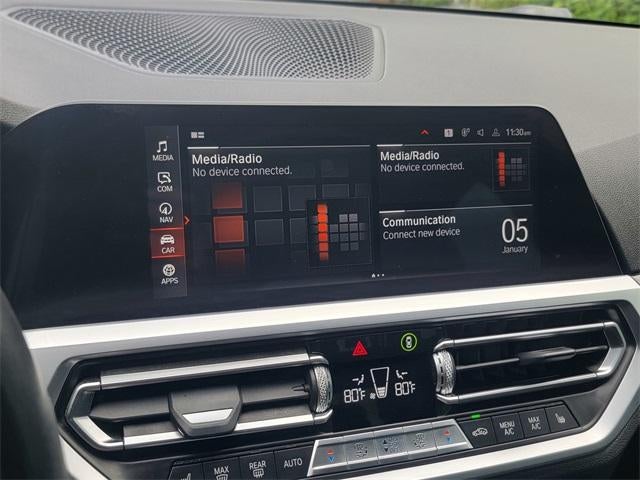 1
11:30am
MEDIA
COM
NAV
CAR
APPS
Media/Radio
No device connected.
Media/Radio
No device connected.
Communication
Connect new device
05
January
80°F
80°F
MAX
REAR
AUTO
MENU
A/C
MAX
A/C